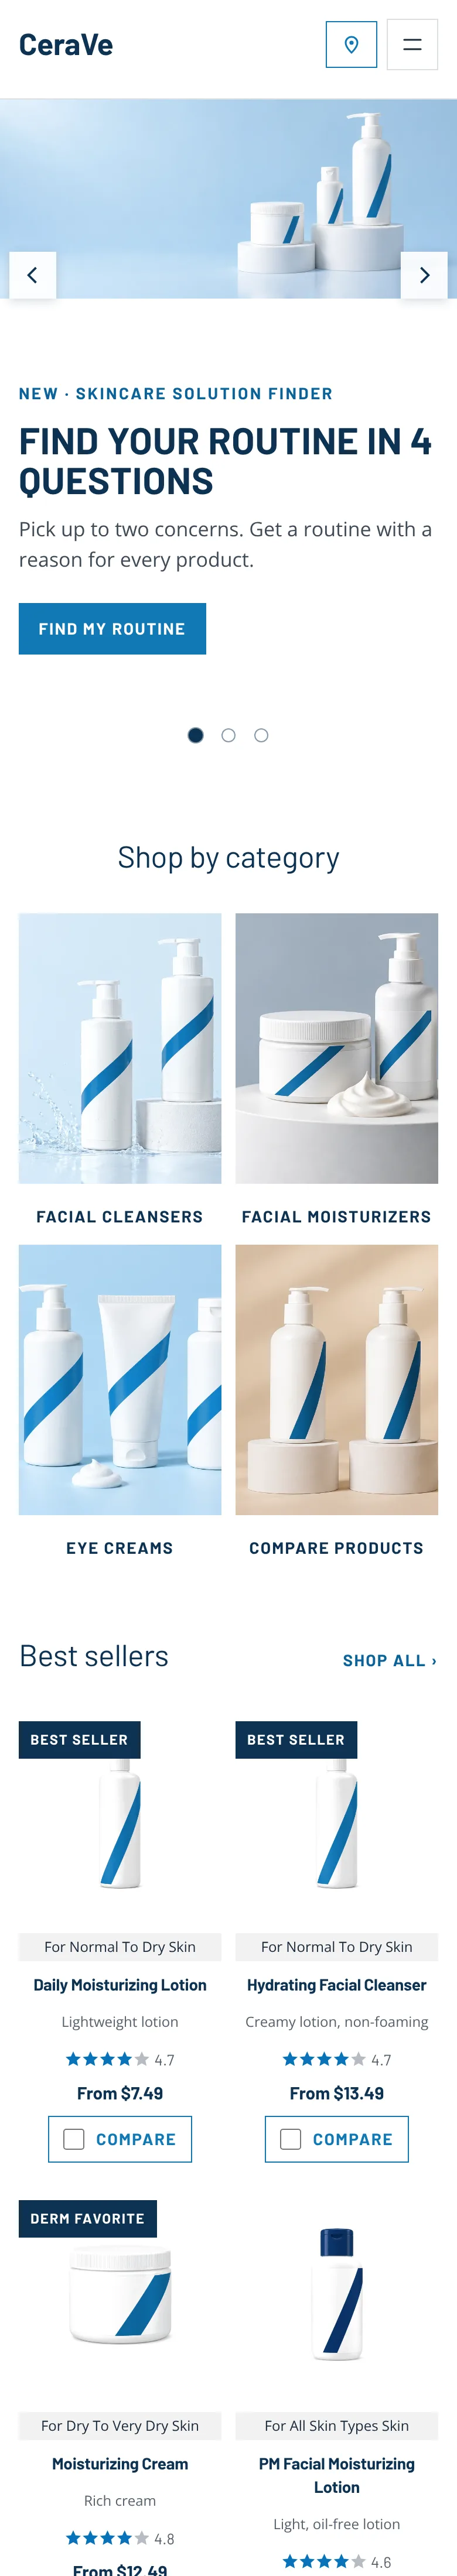 CeraVe
NEW · SKINCARE SOLUTION FINDER
FIND YOUR ROUTINE IN 4
QUESTIONS
Pick up to two concerns. Get a routine with a
reason for every product.
FIND MY ROUTINE
Shop by category
FACIAL CLEANSERS
FACIAL MOISTURIZERS
EYE CREAMS
COMPARE PRODUCTS
Best sellers
SHOP ALL ›
BEST SELLER
For Normal To Dry Skin
Daily Moisturizing Lotion
Lightweight lotion
4.7
From $7.49
COMPARE
BEST SELLER
For Normal To Dry Skin
Hydrating Facial Cleanser
Creamy lotion, non-foaming
4.7
From $13.49
COMPARE
DERM FAVORITE
For Dry To Very Dry Skin
Moisturizing Cream
Rich cream
4.8
From $12.49
For All Skin Types Skin
PM Facial Moisturizing
Lotion
Light, oil-free lotion
4.6